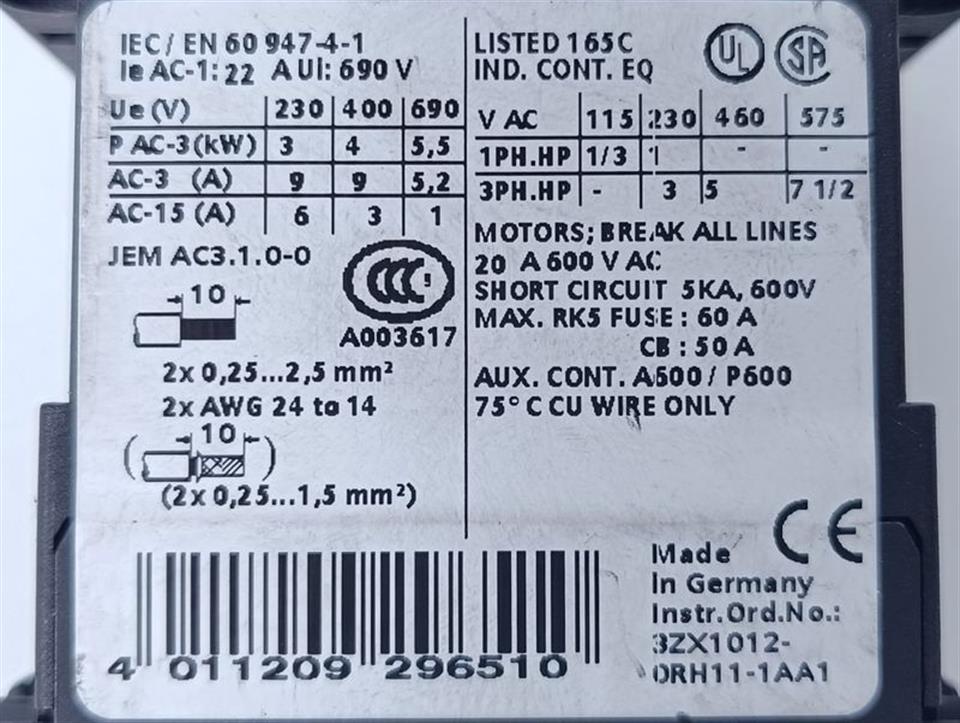 IEC/ EN 60 947-4-1
Ie AC-1: 22 A UI: 690 V
Ue (V) 230 400 690
P AC-3 (kW) 3 4 5,5
AC-3 (A) 9 9 5,2
AC-15 (A) 6 3 1
JEM AC3.1.0-0
CCC S
A003617
10
2x 0,25...2,5 mm²
2x AWG 24 to 14
10
(2x 0,25...1,5 mm²)
LISTED 165C
IND. CONT. EQ
UL SA
V AC 115 230 460 575
1PH.HP 1/3 1 - -
3PH.HP - 3 5 7 1/2
MOTORS; BREAK ALL LINES
20 A 600 V AC
SHORT CIRCUIT 5KA, 600V
MAX. RK5 FUSE : 60 A
CB : 50 A
AUX. CONT. A600 / P600
75° C CU WIRE ONLY
CE
Made
In Germany
Instr.Ord.No.:
3ZX1012-
0RH11-1AA1
4 011209 296510